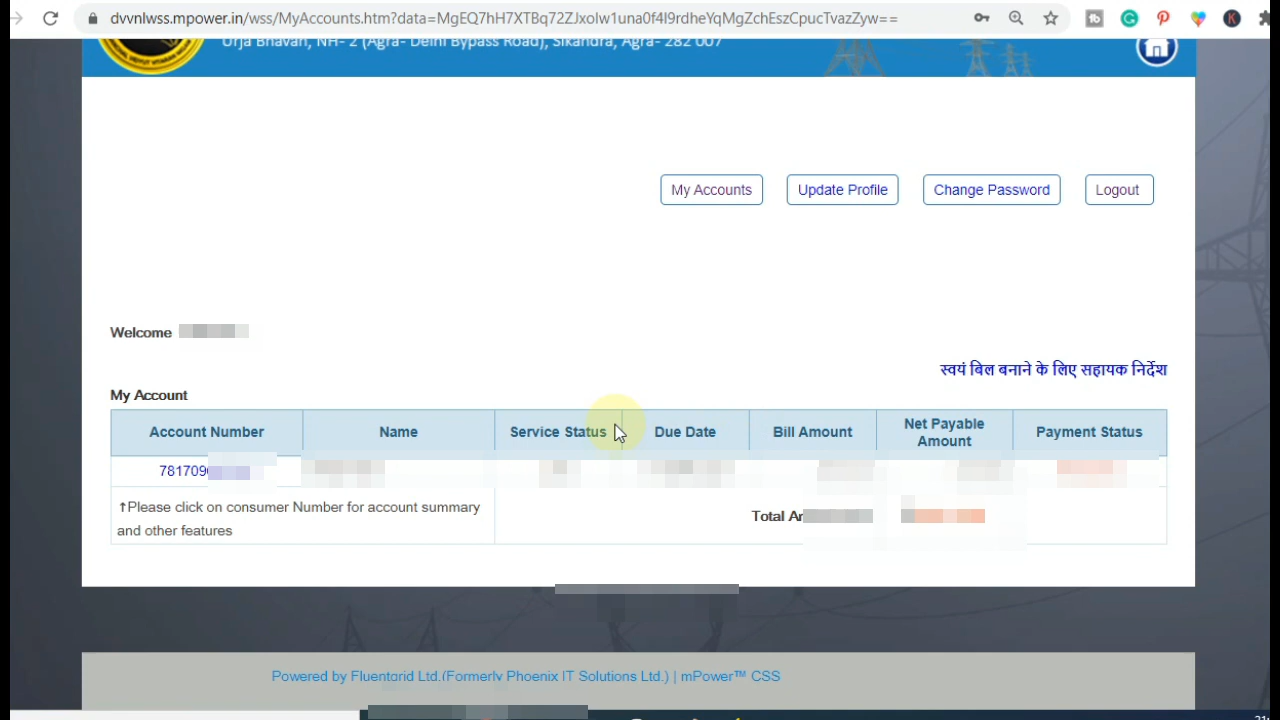 dvvnlwss.mpower.in/wss/MyAccounts.htm?data=MgEQ7hH7XTBq72ZJxolw1una0f4l9rdheYqMgZchEszCpucTvazZyw==
Urja Bhavan, NH- 2 (Agra- Delhi Bypass Road), Sikandra, Agra- 282 007
My Accounts Update Profile Change Password Logout
Welcome
स्वयं बिल बनाने के लिए सहायक निर्देश
My Account
Account Number Name Service Status Due Date Bill Amount Net Payable Amount Payment Status
78170
↑Please click on consumer Number for account summary
and other features
Total
Powered by Fluentgrid Ltd.(Formerly Phoenix IT Solutions Ltd.) | mPower™ CSS